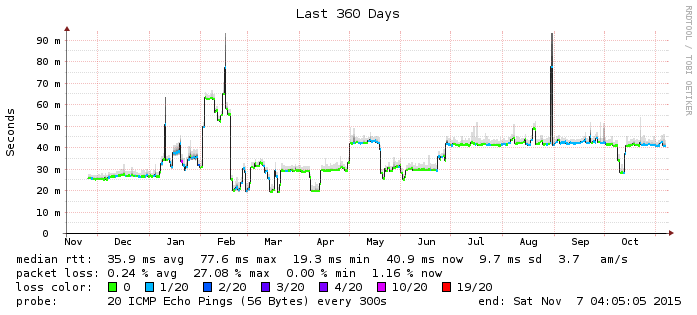 Last 360 Days
RRDTOOL / TOBI OETIKER
Seconds
90 m
80 m
70 m
60 m
50 m
40 m
30 m
20 m
10 m
0
Nov Dec Jan Feb Mar Apr May Jun Jul Aug Sep Oct
median rtt: 35.9 ms avg 77.6 ms max 19.3 ms min 40.9 ms now 9.7 ms sd 3.7 am/s
packet loss: 0.24 % avg 27.08 % max 0.00 % min 1.16 % now
loss color: 0 1/20 2/20 3/20 4/20 10/20 19/20
probe: 20 ICMP Echo Pings (56 Bytes) every 300s end: Sat Nov 7 04:05:05 2015